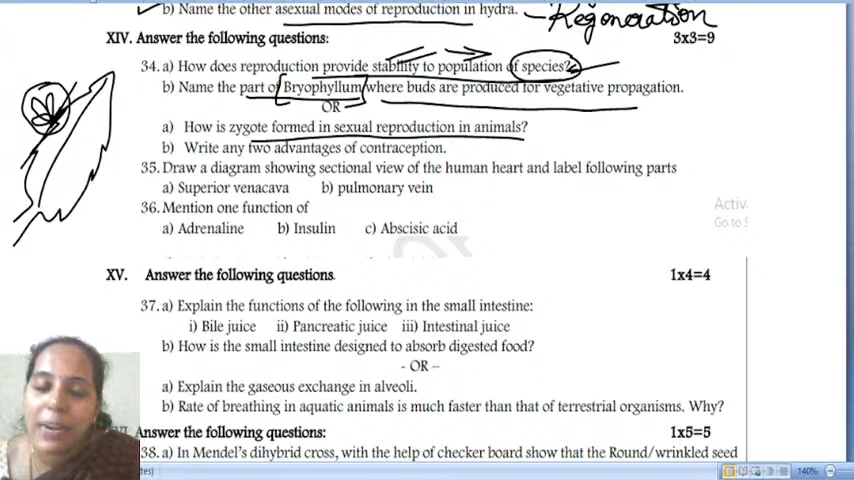 b) Name the other asexual modes of reproduction in hydra. - Regeneration
XIV. Answer the following questions: 3x3=9
34. a) How does reproduction provide stability to population of species?
b) Name the part of Bryophyllum where buds are produced for vegetative propagation.
OR
a) How is zygote formed in sexual reproduction in animals?
b) Write any two advantages of contraception.
35. Draw a diagram showing sectional view of the human heart and label following parts
a) Superior venacava b) pulmonary vein
36. Mention one function of
Activ
a) Adrenaline b) Insulin c) Abscisic acid
Go to S
XV. Answer the following questions. 1x4=4
37. a) Explain the functions of the following in the small intestine:
i) Bile juice ii) Pancreatic juice iii) Intestinal juice
b) How is the small intestine designed to absorb digested food?
- OR –
a) Explain the gaseous exchange in alveoli.
b) Rate of breathing in aquatic animals is much faster than that of terrestrial organisms. Why?
Answer the following questions: 1x5=5
38. a) In Mendel's dihybrid cross, with the help of checker board show that the Round/wrinkled seed
140%